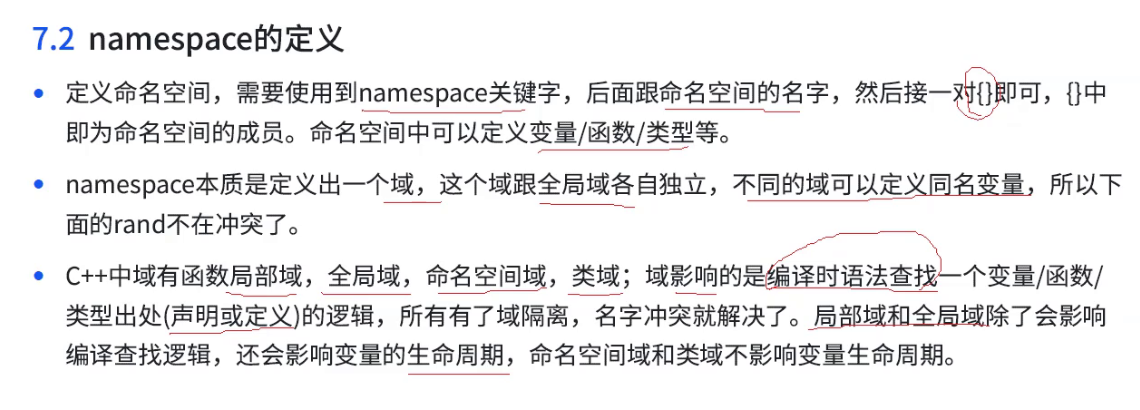 7.2 namespace的定义
• 定义命名空间，需要使用到namespace关键字，后面跟命名空间的名字，然后接一对{}即可，{}中
即为命名空间的成员。命名空间中可以定义变量/函数/类型等。
• namespace本质是定义出一个域，这个域跟全局域各自独立，不同的域可以定义同名变量，所以下
面的rand不在冲突了。
• C++中域有函数局部域，全局域，命名空间域，类域；域影响的是编译时语法查找一个变量/函数/
类型出处(声明或定义)的逻辑，所有有了域隔离，名字冲突就解决了。局部域和全局域除了会影响
编译查找逻辑，还会影响变量的生命周期，命名空间域和类域不影响变量生命周期。